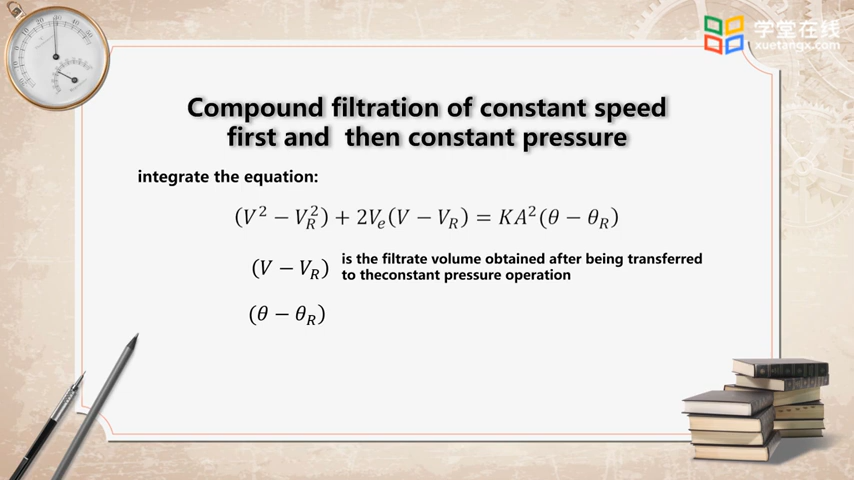 学堂在线
xuetangx.com
Compound filtration of constant speed
first and then constant pressure
integrate the equation:
(V² − V_R²) + 2V_e(V − V_R) = KA²(θ − θ_R)
(V − V_R) is the filtrate volume obtained after being transferred
to theconstant pressure operation
(θ − θ_R)